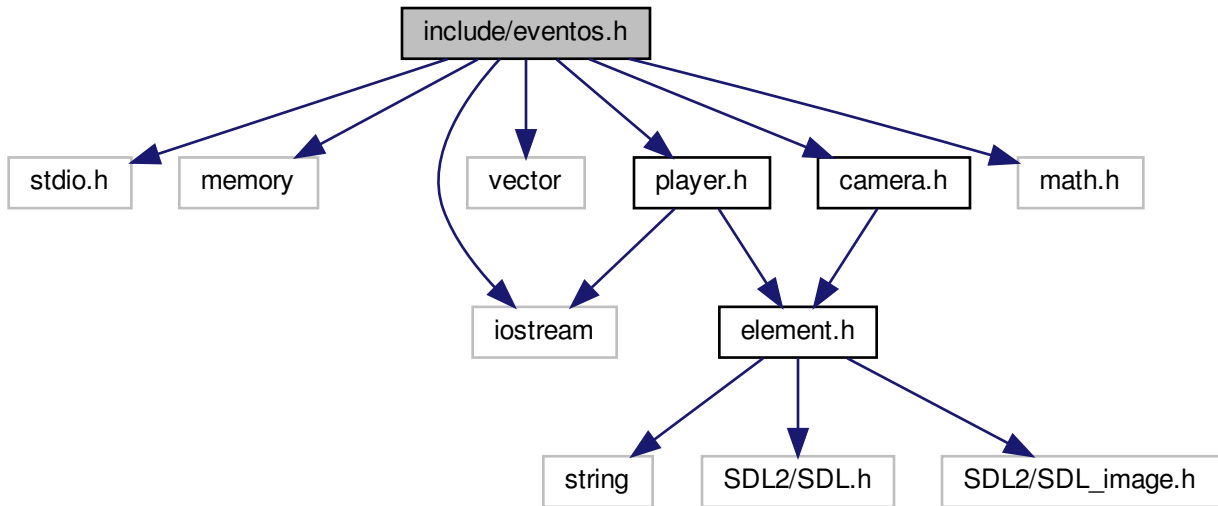 include/eventos.h
stdio.h
memory
vector
player.h
camera.h
math.h
iostream
element.h
string
SDL2/SDL.h
SDL2/SDL_image.h